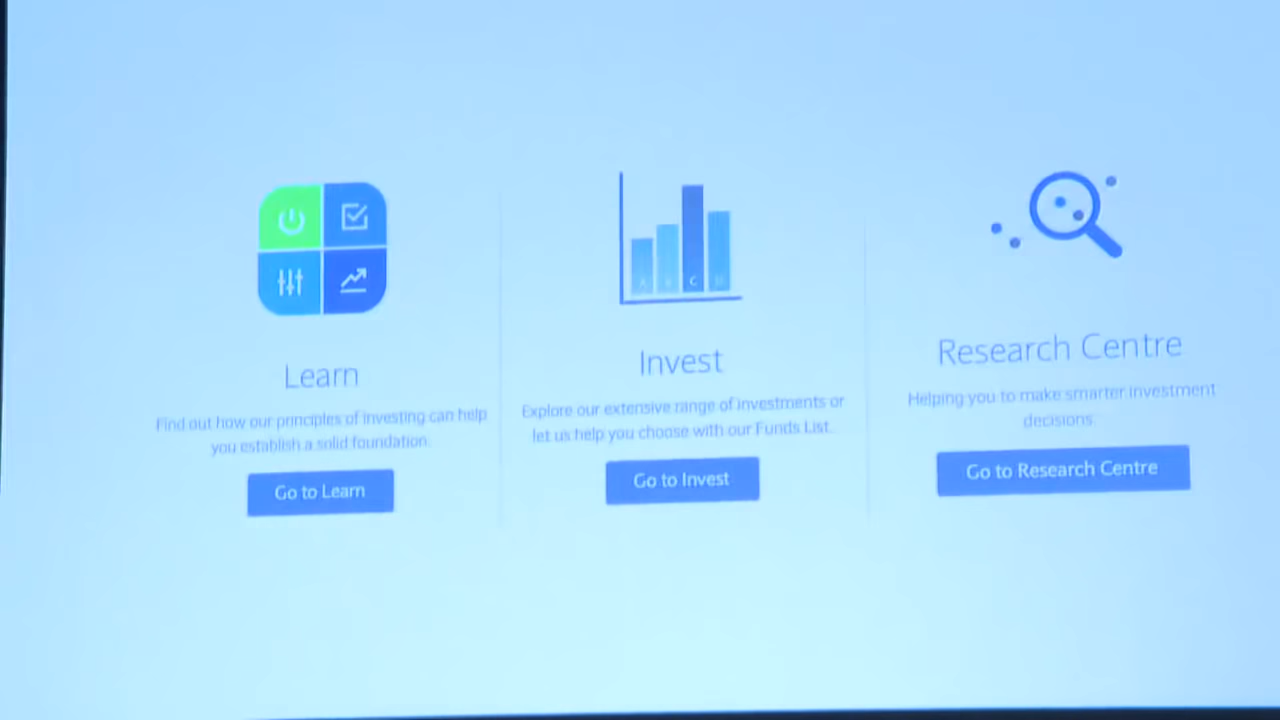 A B C D
Learn
Find out how our principles of investing can help
you establish a solid foundation.
Go to Learn
Invest
Explore our extensive range of investments or
let us help you choose with our Funds List.
Go to Invest
Research Centre
Helping you to make smarter investment
decisions.
Go to Research Centre